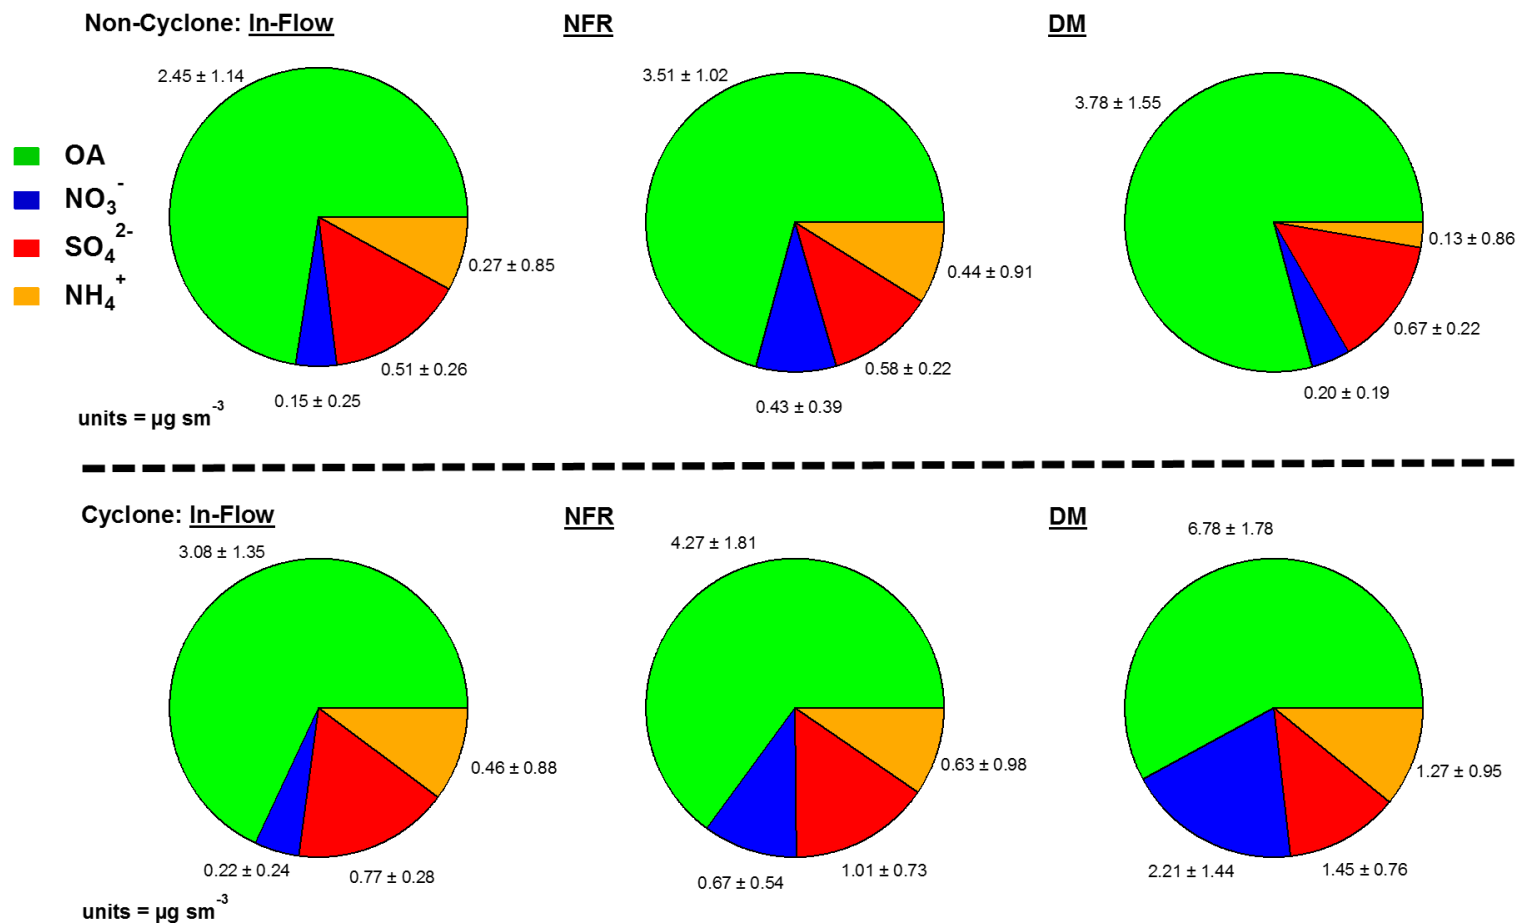 Non-Cyclone: In-Flow
NFR
DM
2.45 ± 1.14
3.51 ± 1.02
3.78 ± 1.55
OA
NO₃⁻
SO₄²⁻
NH₄⁺
0.27 ± 0.85
0.51 ± 0.26
0.15 ± 0.25
0.44 ± 0.91
0.58 ± 0.22
0.43 ± 0.39
0.13 ± 0.86
0.67 ± 0.22
0.20 ± 0.19
units = µg sm⁻³
Cyclone: In-Flow
NFR
DM
3.08 ± 1.35
4.27 ± 1.81
6.78 ± 1.78
0.46 ± 0.88
0.77 ± 0.28
0.22 ± 0.24
0.63 ± 0.98
1.01 ± 0.73
0.67 ± 0.54
1.27 ± 0.95
1.45 ± 0.76
2.21 ± 1.44
units = µg sm⁻³